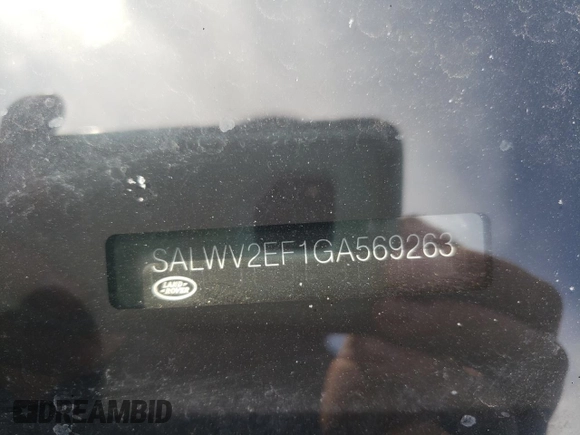 SALWV2EF1GA569263
LAND-
-ROVER
DREAMBID